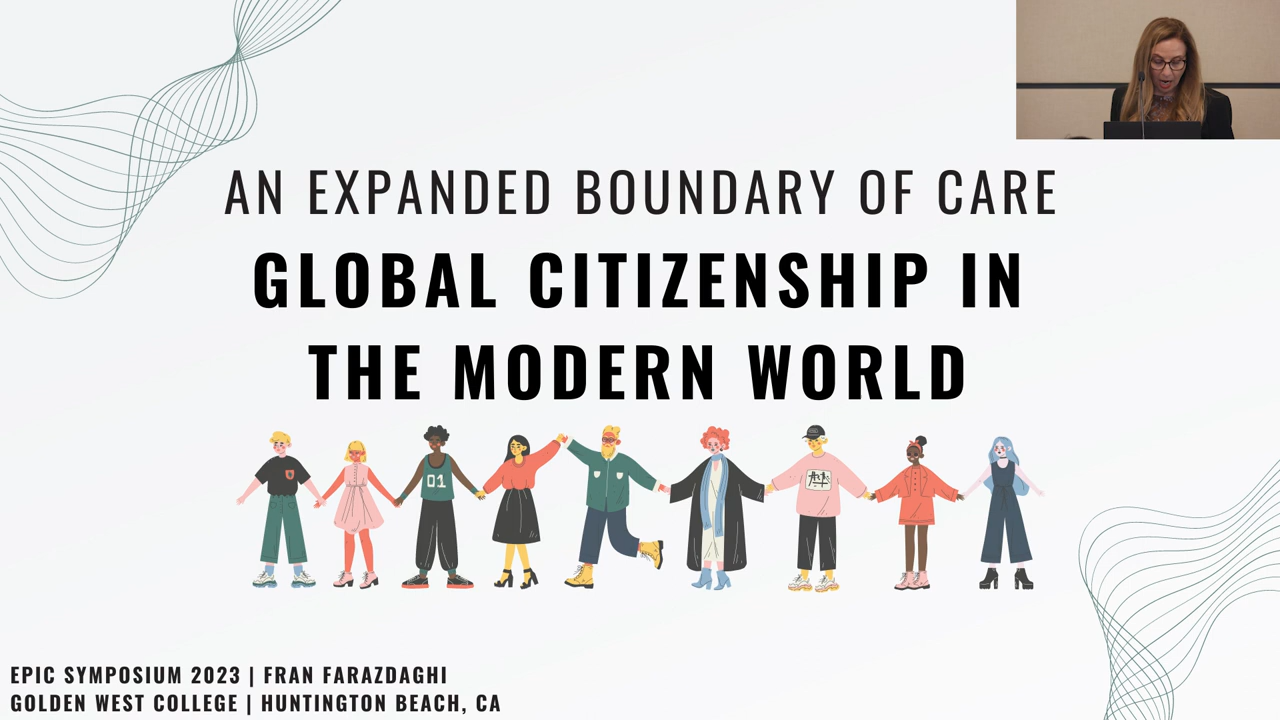 AN EXPANDED BOUNDARY OF CARE
GLOBAL CITIZENSHIP IN
THE MODERN WORLD
01
EPIC SYMPOSIUM 2023 | FRAN FARAZDAGHI
GOLDEN WEST COLLEGE | HUNTINGTON BEACH, CA